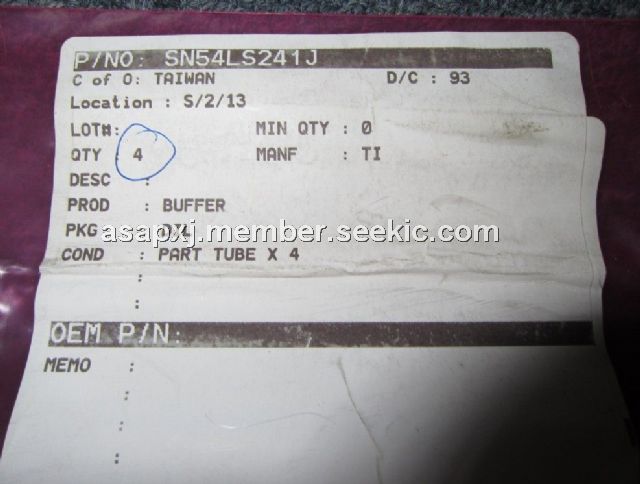 P/NO: SN54LS241J
C of O: TAIWAN D/C : 93
Location : S/2/13
LOT#: MIN QTY : 0
QTY : 4 MANF : TI
DESC :
PROD : BUFFER
PKG
asapxj.member.seekic.com
COND : PART TUBE X 4
:
:
OEM P/N:
MEMO :
:
:
: